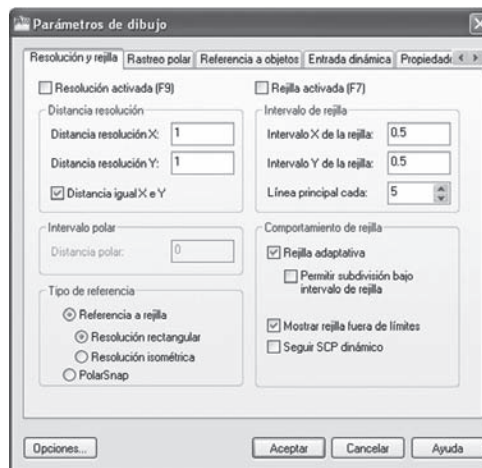 Parámetros de dibujo
Resolución y rejilla
Rastreo polar
Referencia a objetos
Entrada dinámica
Propiedad
Resolución activada (F9)
Distancia resolución
Distancia resolución X: 1
Distancia resolución Y: 1
Distancia igual X e Y
Intervalo polar
Distancia polar: 0
Tipo de referencia
Referencia a rejilla
Resolución rectangular
Resolución isométrica
PolarSnap
Rejilla activada (F7)
Intervalo de rejilla
Intervalo X de la rejilla: 0.5
Intervalo Y de la rejilla: 0.5
Línea principal cada: 5
Comportamiento de rejilla
Rejilla adaptativa
Permitir subdivisión bajo
intervalo de rejilla
Mostrar rejilla fuera de límites
Seguir SCP dinámico
Opciones...
Aceptar
Cancelar
Ayuda